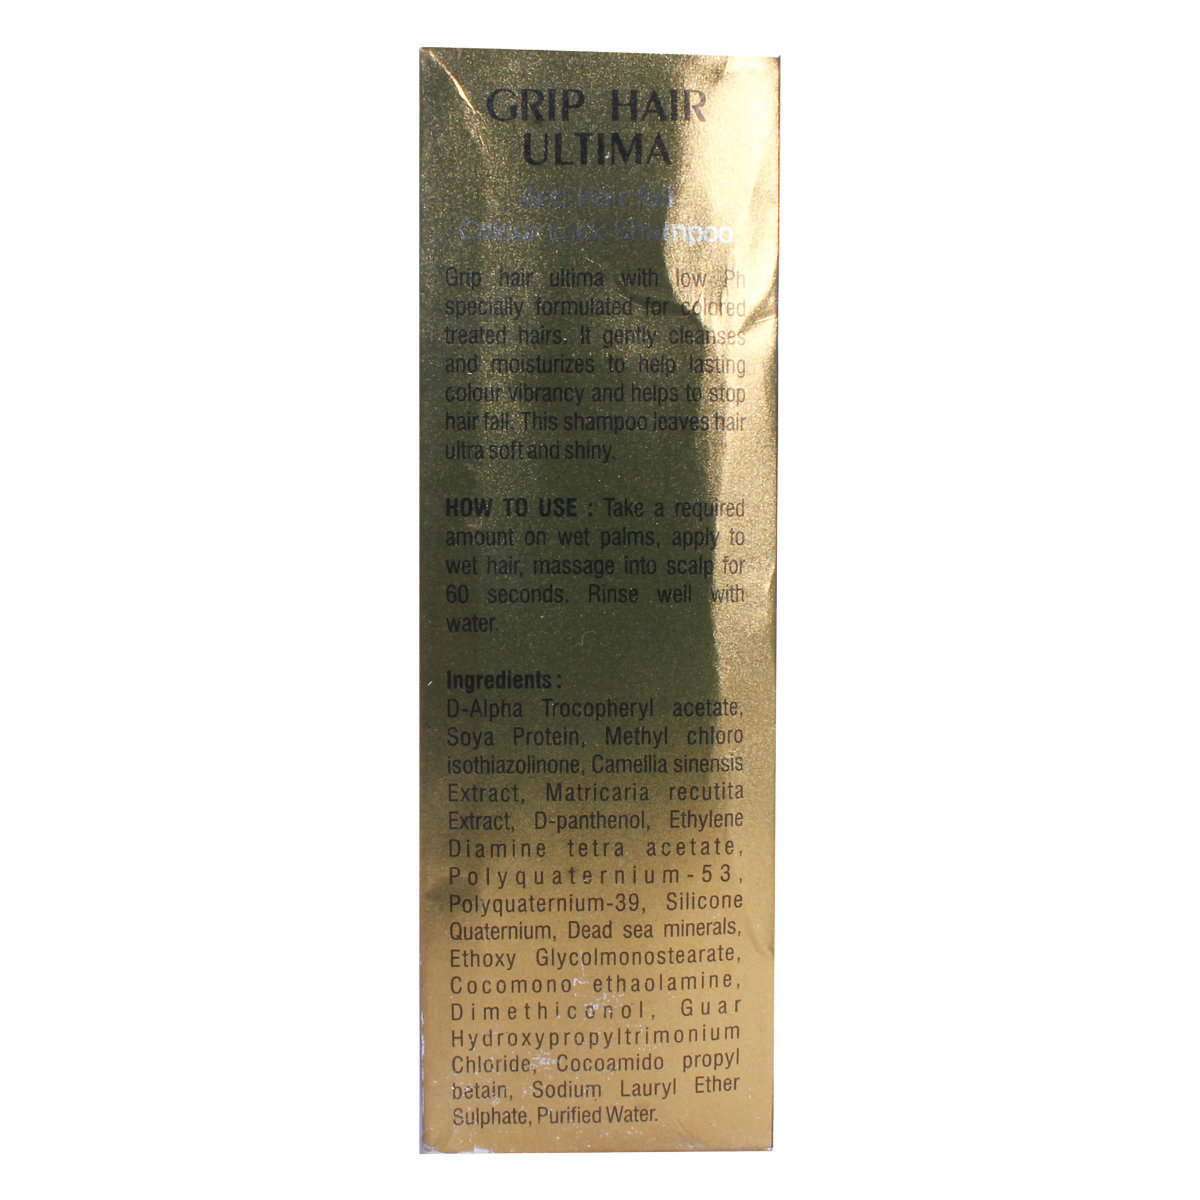 GRIP HAIR
ULTIMA
Anti Hair fall
Colour Lock Shampoo
Grip hair ultima with low Ph
specially formulated for colored
treated hairs. It gently cleanses
and moisturizes to help lasting
colour vibrancy and helps to stop
hair fall. This shampoo leaves hair
ultra soft and shiny.
HOW TO USE : Take a required
amount on wet palms, apply to
wet hair, massage into scalp for
60 seconds. Rinse well with
water.
Ingredients :
D-Alpha Trocopheryl acetate,
Soya Protein, Methyl chloro
isothiazolinone, Camellia sinensis
Extract, Matricaria recutita
Extract, D-panthenol, Ethylene
Diamine tetra acetate,
Polyquaternium-53,
Polyquaternium-39, Silicone
Quaternium, Dead sea minerals,
Ethoxy Glycolmonostearate,
Cocomono ethaolamine,
Dimethiconol, Guar
Hydroxypropyltrimonium
Chloride, Cocoamido propyl
betain, Sodium Lauryl Ether
Sulphate, Purified Water.